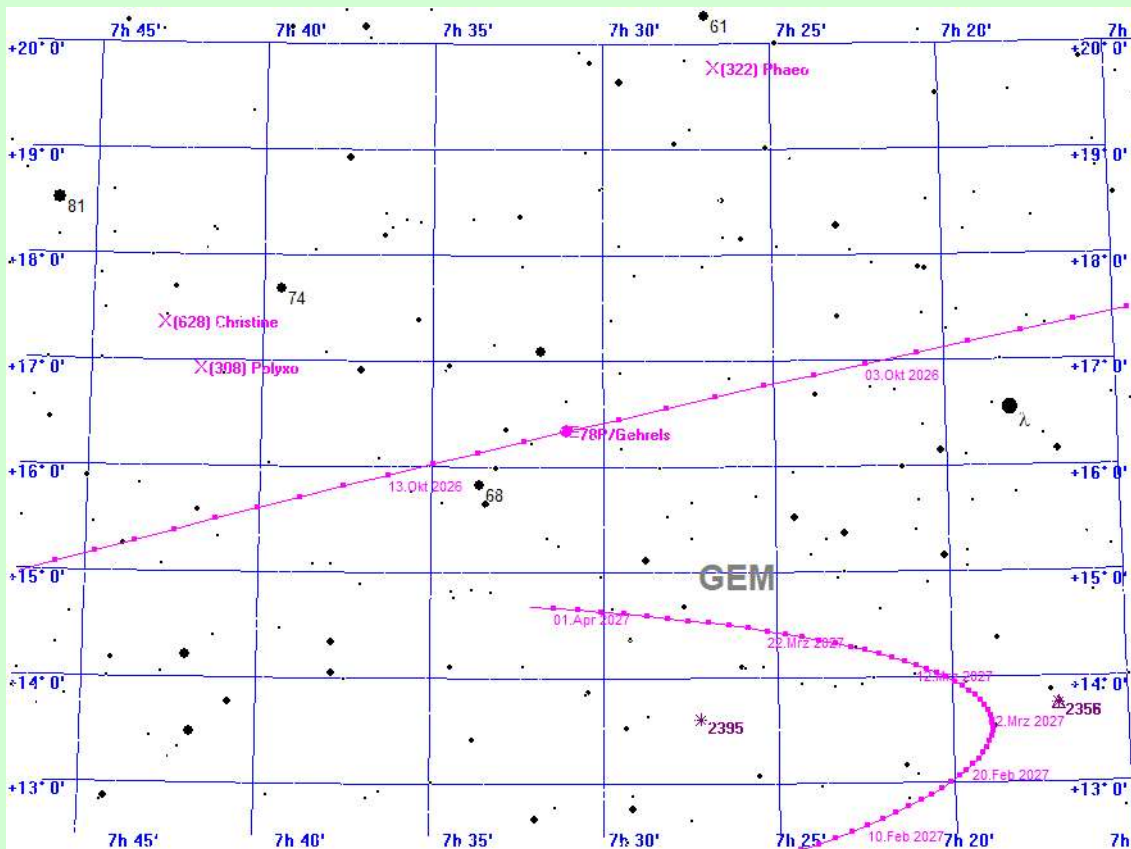 7h 45' 7h 40' 7h 35' 7h 30' 7h 25' 7h 20' 7h
+20° 0' 61 +20° 0'
(322) Phaeo
+19° 0' +19° 0'
81
+18° 0' +18° 0'
74
(628) Christine
+17° 0' (308) Polyxo +17° 0'
03.Okt 2026
λ
78P/Gehrels
+16° 0' +16° 0'
13.Okt 2026 68
+15° 0' GEM +15° 0'
01.Apr 2027
22.Mrz 2027
+14° 0' 12.Mrz 2027 +14° 0'
2356
2395 2.Mrz 2027
+13° 0' 20.Feb 2027 +13° 0'
10.Feb 2027
7h 45' 7h 40' 7h 35' 7h 30' 7h 25' 7h 20' 7h